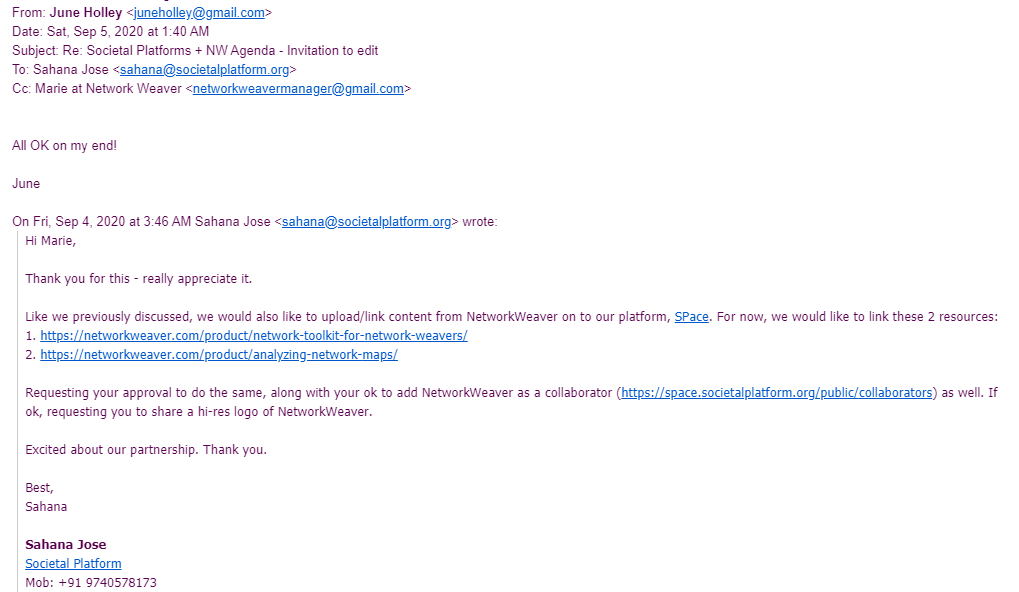 From: June Holley <juneholley@gmail.com>
Date: Sat, Sep 5, 2020 at 1:40 AM
Subject: Re: Societal Platforms + NW Agenda - Invitation to edit
To: Sahana Jose <sahana@societalplatform.org>
Cc: Marie at Network Weaver <networkweavermanager@gmail.com>
All OK on my end!
June
On Fri, Sep 4, 2020 at 3:46 AM Sahana Jose <sahana@societalplatform.org> wrote:
Hi Marie,
Thank you for this - really appreciate it.
Like we previously discussed, we would also like to upload/link content from NetworkWeaver on to our platform, SPace. For now, we would like to link these 2 resources:
1. https://networkweaver.com/product/network-toolkit-for-network-weavers/
2. https://networkweaver.com/product/analyzing-network-maps/
Requesting your approval to do the same, along with your ok to add NetworkWeaver as a collaborator (https://space.societalplatform.org/public/collaborators) as well. If
ok, requesting you to share a hi-res logo of NetworkWeaver.
Excited about our partnership. Thank you.
Best,
Sahana
Sahana Jose
Societal Platform
Mob: +91 9740578173